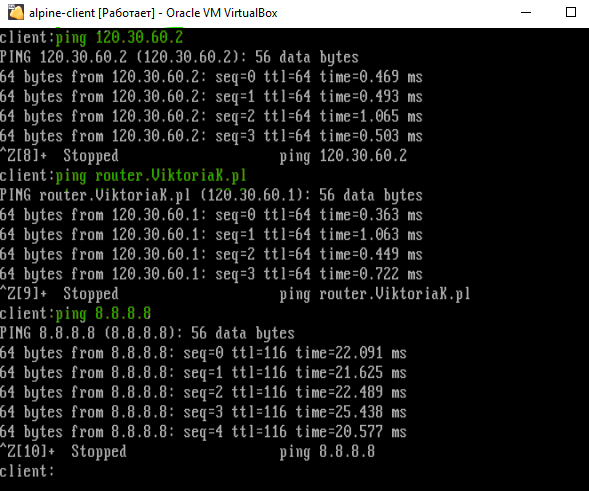 alpine-client [Работает] - Oracle VM VirtualBox
client:ping 120.30.60.2
PING 120.30.60.2 (120.30.60.2): 56 data bytes
64 bytes from 120.30.60.2: seq=0 ttl=64 time=0.469 ms
64 bytes from 120.30.60.2: seq=1 ttl=64 time=0.493 ms
64 bytes from 120.30.60.2: seq=2 ttl=64 time=1.065 ms
64 bytes from 120.30.60.2: seq=3 ttl=64 time=0.503 ms
^Z[8]+  Stopped                    ping 120.30.60.2
client:ping router.ViktoriaK.pl
PING router.ViktoriaK.pl (120.30.60.1): 56 data bytes
64 bytes from 120.30.60.1: seq=0 ttl=64 time=0.363 ms
64 bytes from 120.30.60.1: seq=1 ttl=64 time=1.063 ms
64 bytes from 120.30.60.1: seq=2 ttl=64 time=0.449 ms
64 bytes from 120.30.60.1: seq=3 ttl=64 time=0.722 ms
^Z[9]+  Stopped                    ping router.ViktoriaK.pl
client:ping 8.8.8.8
PING 8.8.8.8 (8.8.8.8): 56 data bytes
64 bytes from 8.8.8.8: seq=0 ttl=116 time=22.091 ms
64 bytes from 8.8.8.8: seq=1 ttl=116 time=21.625 ms
64 bytes from 8.8.8.8: seq=2 ttl=116 time=22.489 ms
64 bytes from 8.8.8.8: seq=3 ttl=116 time=25.438 ms
64 bytes from 8.8.8.8: seq=4 ttl=116 time=20.577 ms
^Z[10]+  Stopped                   ping 8.8.8.8
client: